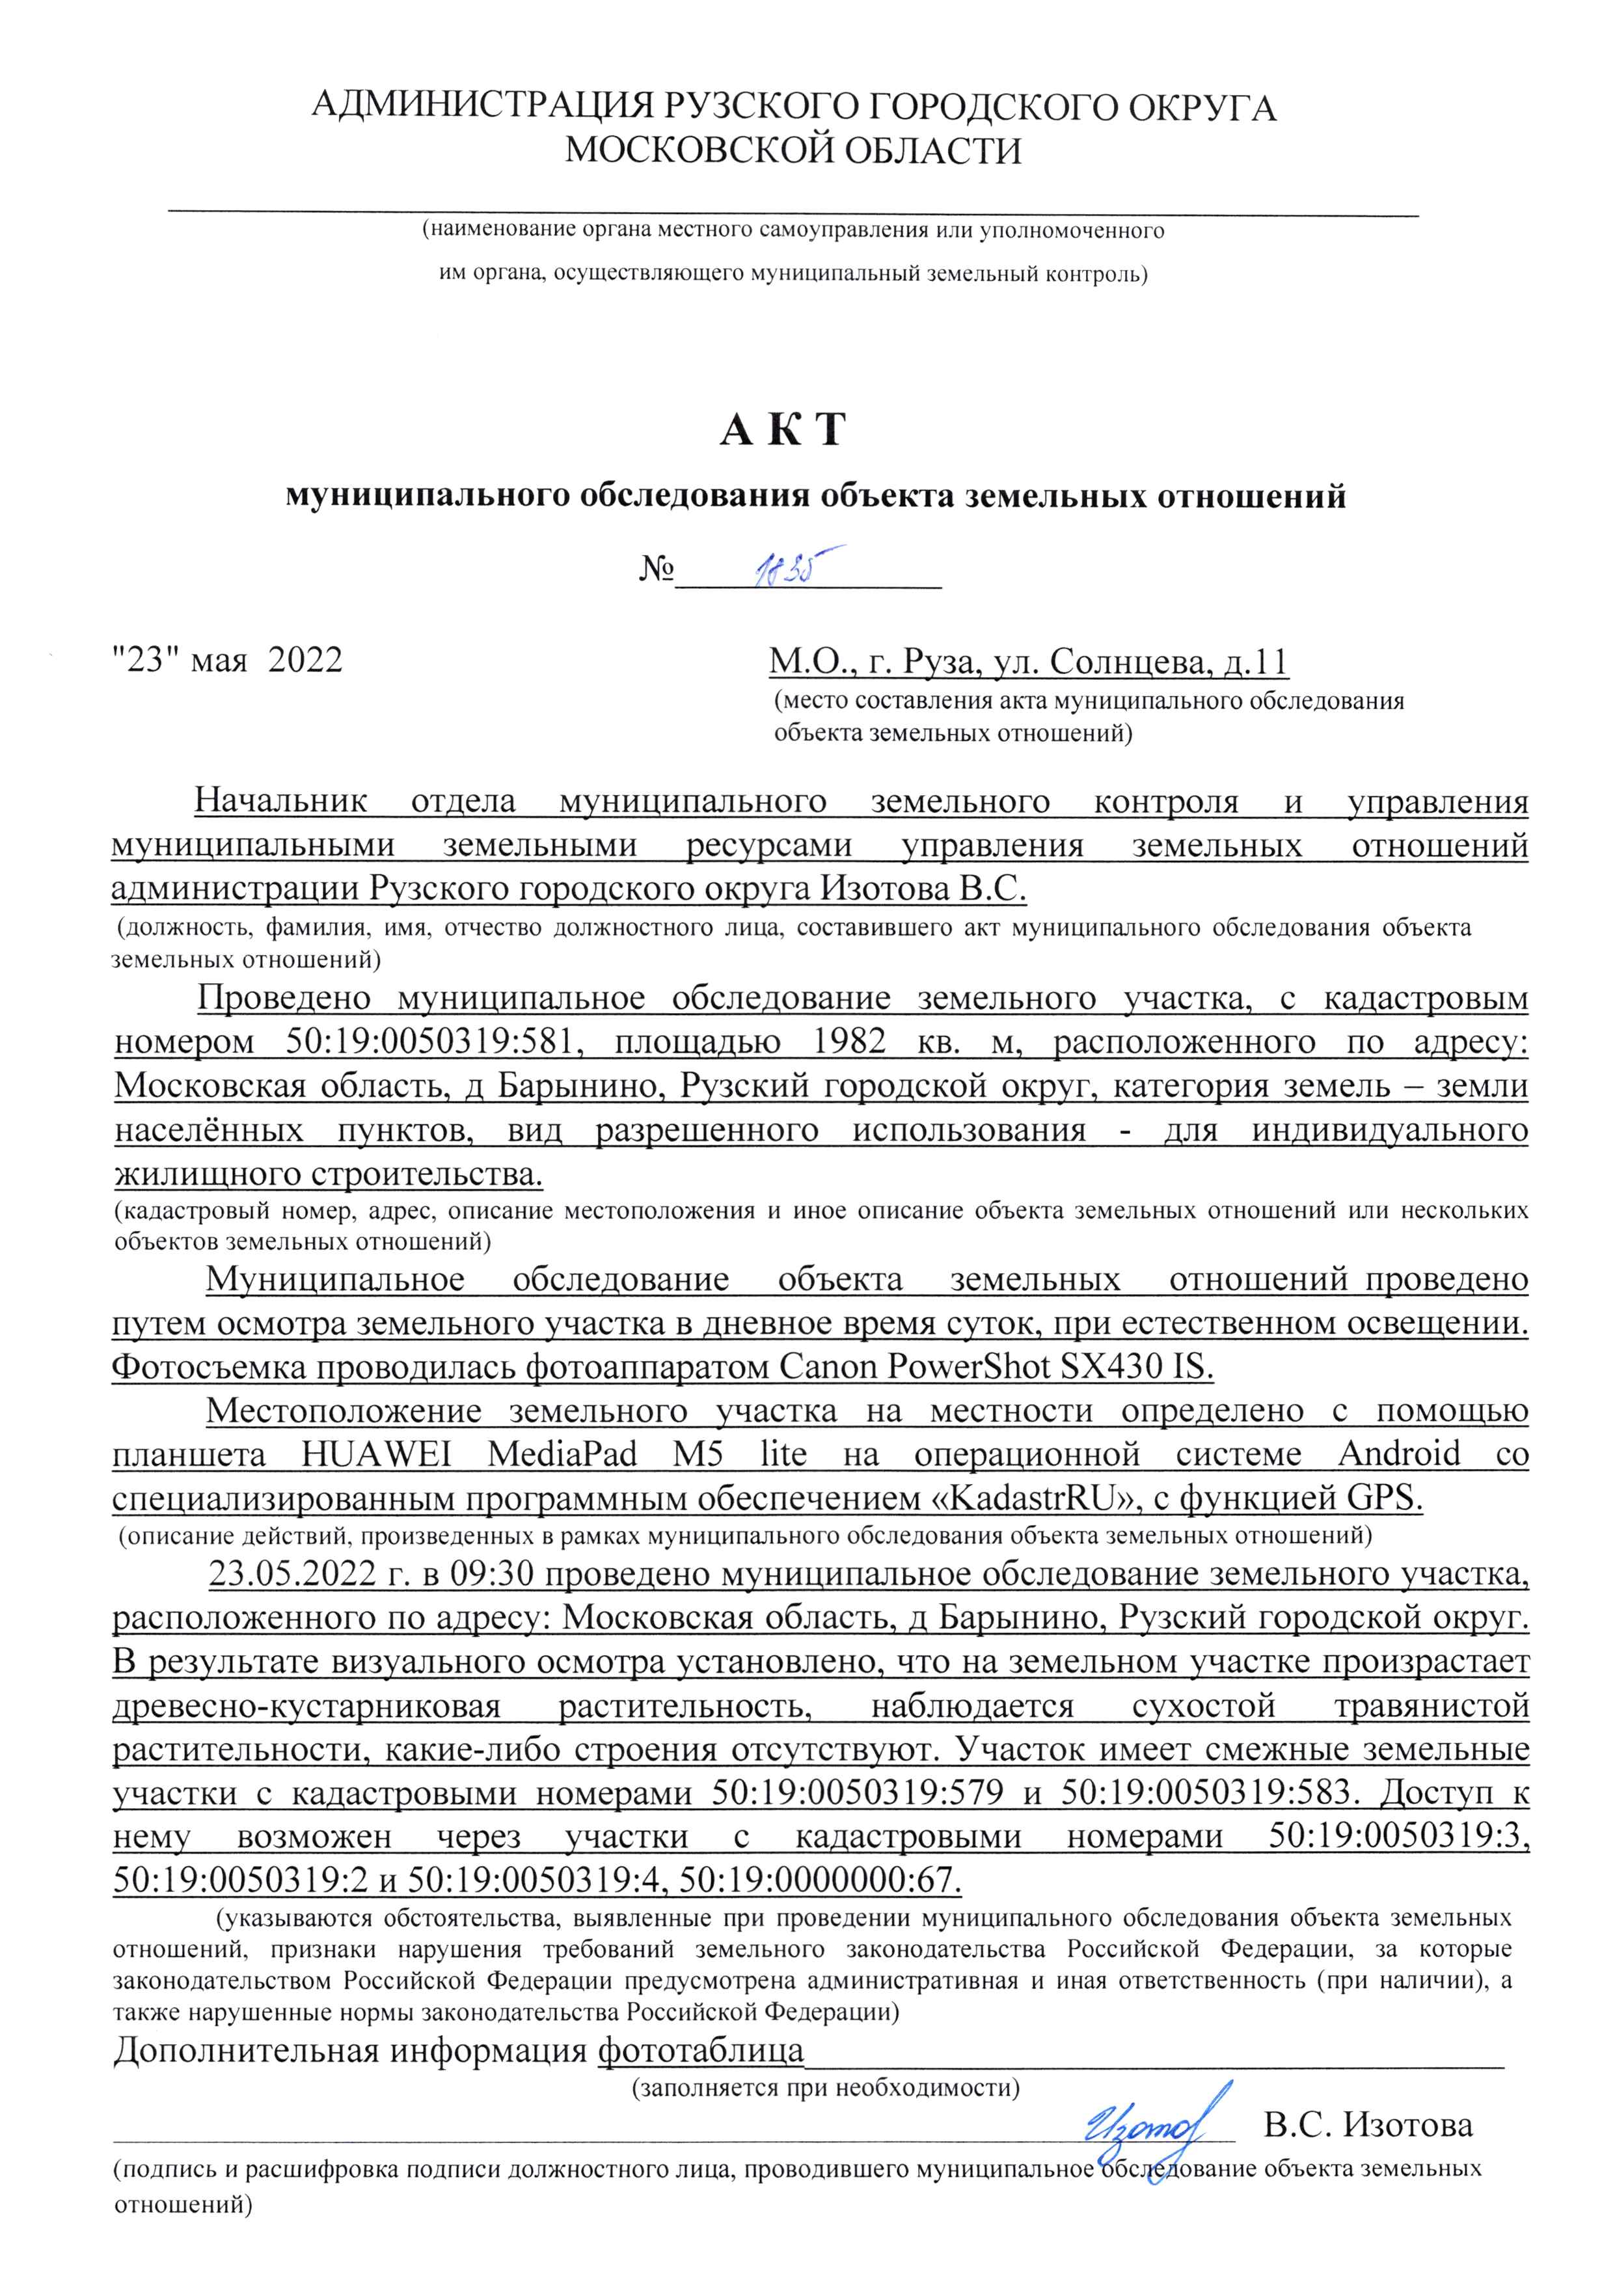 АДМИНИСТРАЦИЯ РУЗСКОГО ГОРОДСКОГО ОКРУГА
МОСКОВСКОЙ ОБЛАСТИ
(наименование органа местного самоуправления или уполномоченного
им органа, осуществляющего муниципальный земельный контроль)
А К Т
муниципального обследования объекта земельных отношений
№ 1835
"23" мая 2022
М.О., г. Руза, ул. Солнцева, д.11
(место составления акта муниципального обследования
объекта земельных отношений)
Начальник отдела муниципального земельного контроля и управления
муниципальными земельными ресурсами управления земельных отношений
администрации Рузского городского округа Изотова В.С.
(должность, фамилия, имя, отчество должностного лица, составившего акт муниципального обследования объекта
земельных отношений)
Проведено муниципальное обследование земельного участка, с кадастровым
номером 50:19:0050319:581, площадью 1982 кв. м, расположенного по адресу:
Московская область, д Барынино, Рузский городской округ, категория земель – земли
населённых пунктов, вид разрешенного использования - для индивидуального
жилищного строительства.
(кадастровый номер, адрес, описание местоположения и иное описание объекта земельных отношений или нескольких
объектов земельных отношений)
Муниципальное обследование объекта земельных отношений проведено
путем осмотра земельного участка в дневное время суток, при естественном освещении.
Фотосъемка проводилась фотоаппаратом Canon PowerShot SX430 IS.
Местоположение земельного участка на местности определено с помощью
планшета HUAWEI MediaPad M5 lite на операционной системе Android со
специализированным программным обеспечением «KadastrRU», с функцией GPS.
(описание действий, произведенных в рамках муниципального обследования объекта земельных отношений)
23.05.2022 г. в 09:30 проведено муниципальное обследование земельного участка,
расположенного по адресу: Московская область, д Барынино, Рузский городской округ.
В результате визуального осмотра установлено, что на земельном участке произрастает
древесно-кустарниковая растительность, наблюдается сухостой травянистой
растительности, какие-либо строения отсутствуют. Участок имеет смежные земельные
участки с кадастровыми номерами 50:19:0050319:579 и 50:19:0050319:583. Доступ к
нему возможен через участки с кадастровыми номерами 50:19:0050319:3,
50:19:0050319:2 и 50:19:0050319:4, 50:19:0000000:67.
(указываются обстоятельства, выявленные при проведении муниципального обследования объекта земельных
отношений, признаки нарушения требований земельного законодательства Российской Федерации, за которые
законодательством Российской Федерации предусмотрена административная и иная ответственность (при наличии), а
также нарушенные нормы законодательства Российской Федерации)
Дополнительная информация фототаблица
(заполняется при необходимости)
Изотов В.С. Изотова
(подпись и расшифровка подписи должностного лица, проводившего муниципальное обследование объекта земельных
отношений)